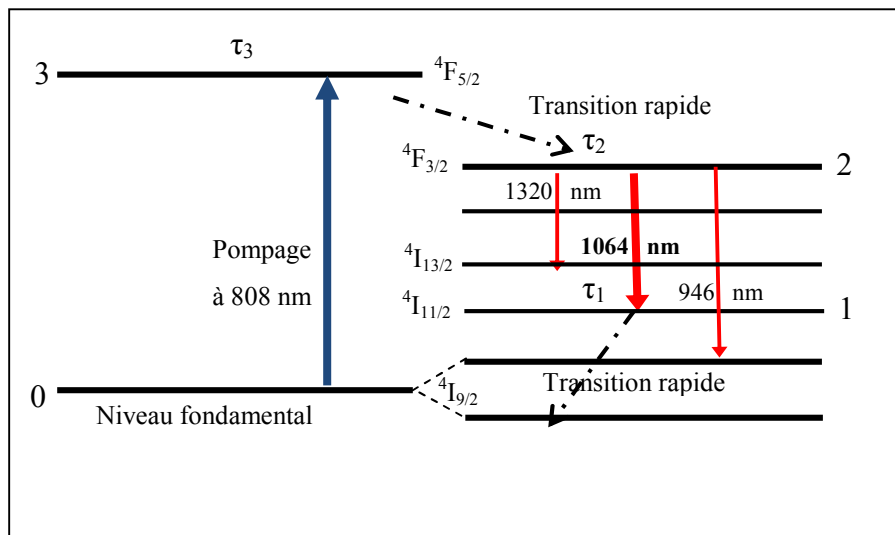 τ₃
3
⁴F₅/₂
Transition rapide
τ₂
⁴F₃/₂
2
1320 nm
Pompage
à 808 nm
1064 nm
⁴I₁₃/₂
τ₁
946 nm
⁴I₁₁/₂
1
0
⁴I₉/₂
Transition rapide
Niveau fondamental